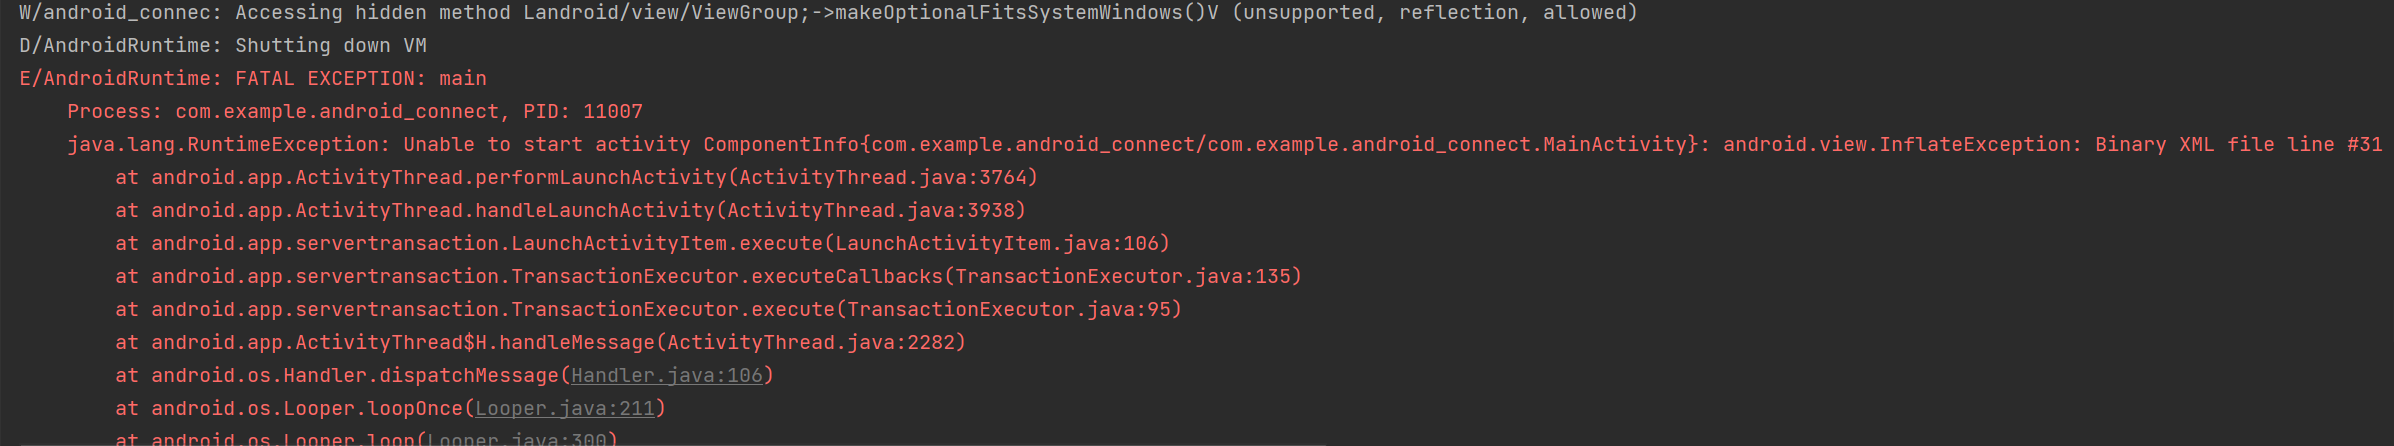 W/android_connec: Accessing hidden method Landroid/view/ViewGroup;->makeOptionalFitsSystemWindows()V (unsupported, reflection, allowed)
D/AndroidRuntime: Shutting down VM
E/AndroidRuntime: FATAL EXCEPTION: main
Process: com.example.android_connect, PID: 11007
java.lang.RuntimeException: Unable to start activity ComponentInfo{com.example.android_connect/com.example.android_connect.MainActivity}: android.view.InflateException: Binary XML file line #31
at android.app.ActivityThread.performLaunchActivity(ActivityThread.java:3764)
at android.app.ActivityThread.handleLaunchActivity(ActivityThread.java:3938)
at android.app.servertransaction.LaunchActivityItem.execute(LaunchActivityItem.java:106)
at android.app.servertransaction.TransactionExecutor.executeCallbacks(TransactionExecutor.java:135)
at android.app.servertransaction.TransactionExecutor.execute(TransactionExecutor.java:95)
at android.app.ActivityThread$H.handleMessage(ActivityThread.java:2282)
at android.os.Handler.dispatchMessage(Handler.java:106)
at android.os.Looper.loopOnce(Looper.java:211)
at android.os.Looper.loop(Looper.java:300)